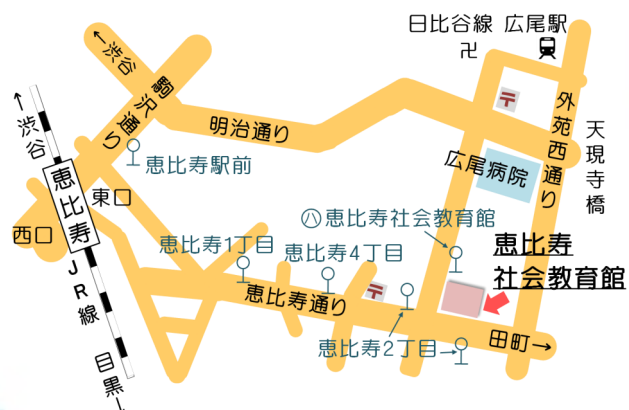 日比谷線 広尾駅
←渋谷
駒沢通り
明治通り
外苑西通り
天現寺橋
←渋谷
恵比寿
東口
西口
恵比寿駅前
広尾病院
㋩恵比寿社会教育館
恵比寿
社会教育館
恵比寿1丁目
恵比寿4丁目
恵比寿通り
恵比寿2丁目
田町→
JR線
目黒→